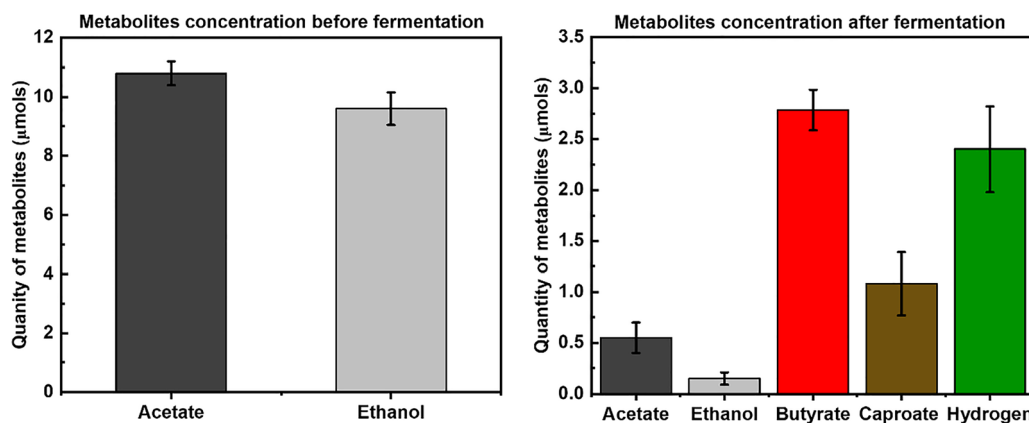 Metabolites concentration before fermentation
Quanity of metabolites (μmols)
12
10
8
6
4
2
0
Acetate Ethanol
Metabolites concentration after fermentation
Quantity of metabolites (μmols)
3.5
3.0
2.5
2.0
1.5
1.0
0.5
0.0
Acetate Ethanol Butyrate Caproate Hydrogen